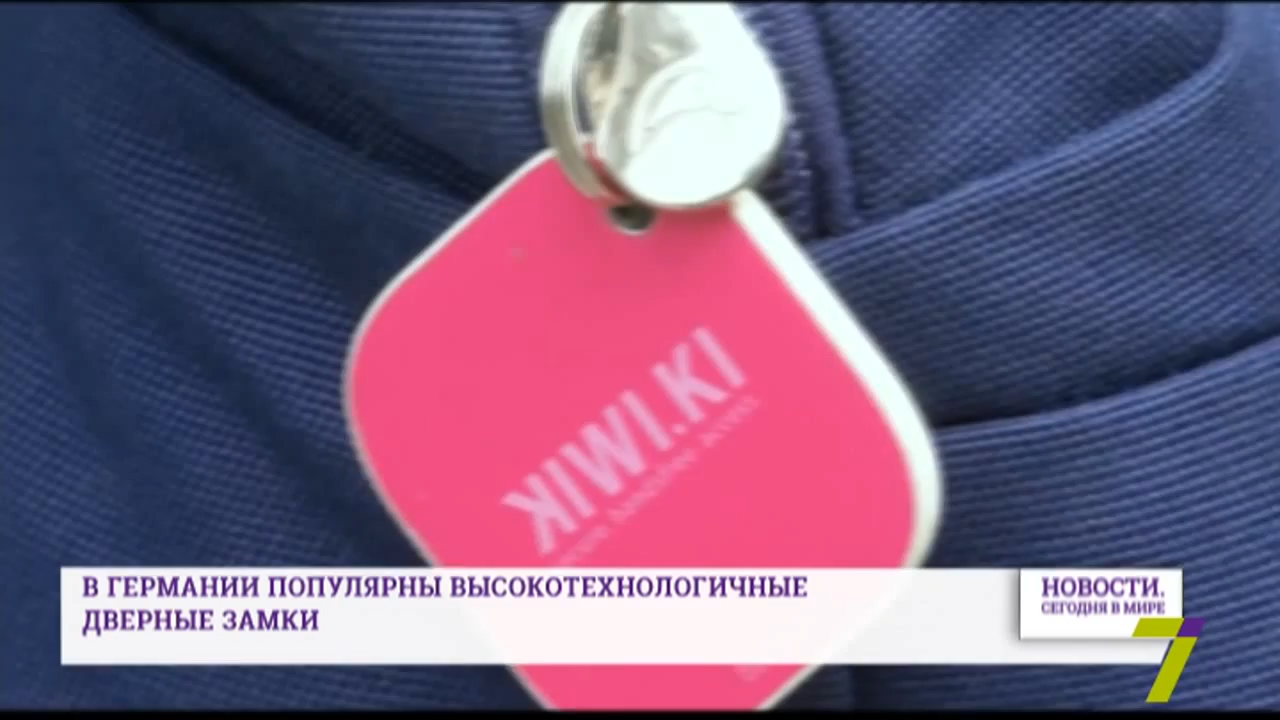 KIWI.KI
В ГЕРМАНИИ ПОПУЛЯРНЫ ВЫСОКОТЕХНОЛОГИЧНЫЕ
ДВЕРНЫЕ ЗАМКИ
НОВОСТИ.
СЕГОДНЯ В МИРЕ
7